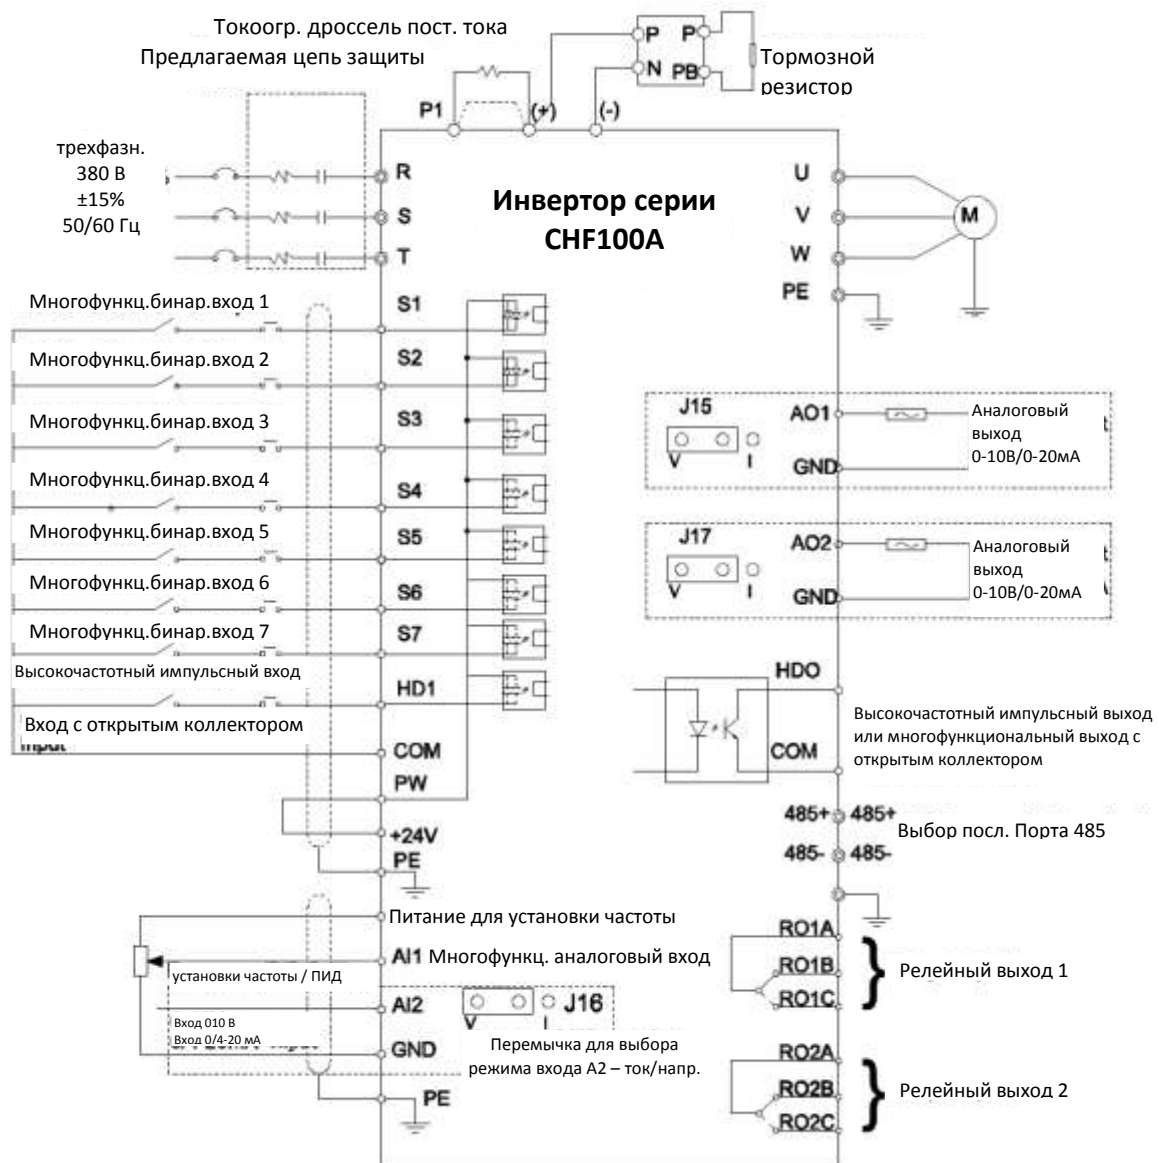 Токоогр. дроссель пост. тока
Предлагаемая цепь защиты
P P
N PB
Тормозной
резистор
P1 (+) (-)
трехфазн.
380 В
±15%
50/60 Гц
R
S
T
Инвертор серии
CHF100A
U
V
W
PE
M
Многофункц.бинар.вход 1
S1
Многофункц.бинар.вход 2
S2
Многофункц.бинар.вход 3
S3
Многофункц.бинар.вход 4
S4
Многофункц.бинар.вход 5
S5
Многофункц.бинар.вход 6
S6
Многофункц.бинар.вход 7
S7
Высокочастотный импульсный вход
HD1
Вход с открытым коллектором
COM
PW
+24V
PE
J15
V I
AO1
GND
Аналоговый
выход
0-10В/0-20мА
J17
V I
AO2
GND
Аналоговый
выход
0-10В/0-20мА
HDO
COM
Высокочастотный импульсный выход
или многофункциональный выход с
открытым коллектором
485+ 485+
485- 485-
Выбор посл. Порта 485
Питание для установки частоты
AI1 Многофункц. аналоговый вход
установки частоты / ПИД
AI2
J16
V I
Вход 010 В
Вход 0/4-20 мА
GND
Перемычка для выбора
режима входа А2 – ток/напр.
PE
RO1A
RO1B
RO1C
} Релейный выход 1
RO2A
RO2B
RO2C
} Релейный выход 2